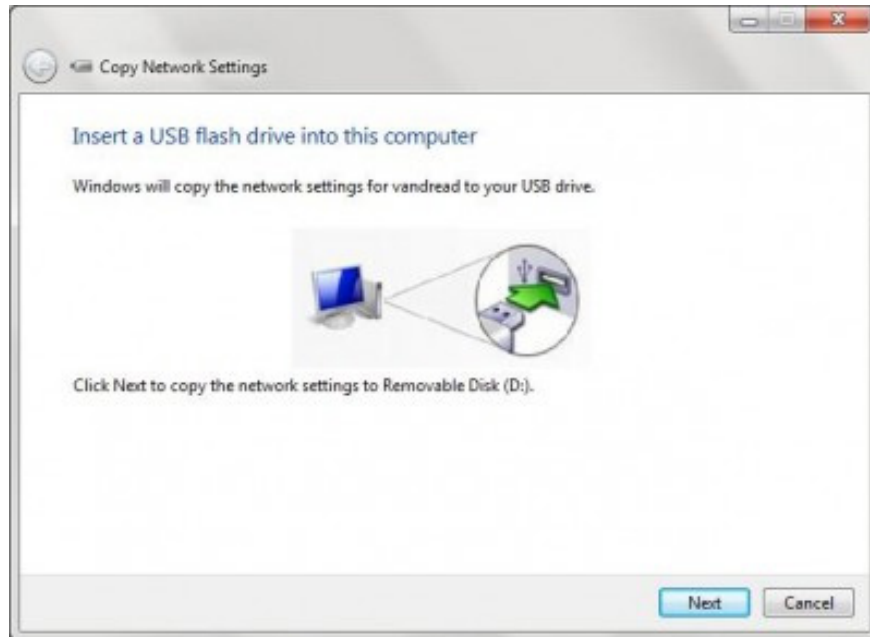 Copy Network Settings
Insert a USB flash drive into this computer
Windows will copy the network settings for vandread to your USB drive.
Click Next to copy the network settings to Removable Disk (D:).
Next Cancel